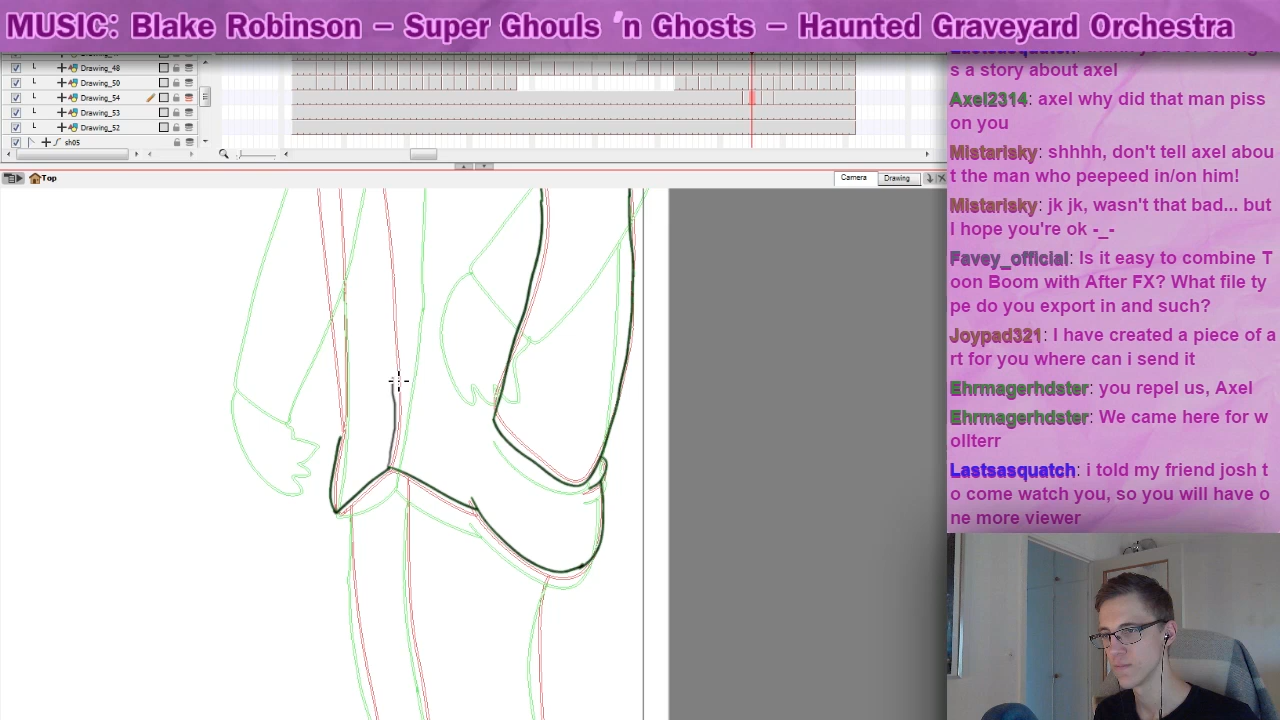 MUSIC: Blake Robinson – Super Ghouls 'n Ghosts – Haunted Graveyard Orchestra
Drawing_48
Drawing_50
Drawing_54
Drawing_53
Drawing_52
sh05
Top
Camera
Drawing
s a story about axel
Axel2314: axel why did that man piss
on you
Mistarisky: shhhh, don't tell axel abou
t the man who peepeed in/on him!
Mistarisky: jk jk, wasn't that bad... but
I hope you're ok -_-
Favey_official: Is it easy to combine T
oon Boom with After FX? What file ty
pe do you export in and such?
Joypad321: I have created a piece of a
rt for you where can i send it
Ehrmagerhdster: you repel us, Axel
Ehrmagerhdster: We came here for w
ollterr
Lastsasquatch: i told my friend josh t
o come watch you, so you will have o
ne more viewer